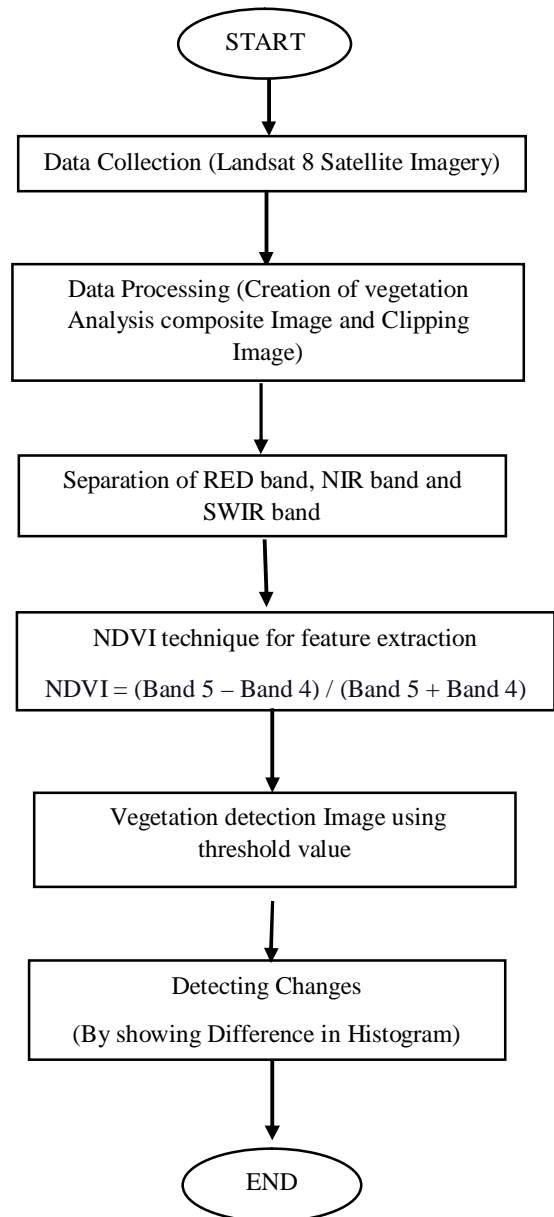 START
Data Collection (Landsat 8 Satellite Imagery)
Data Processing (Creation of vegetation
Analysis composite Image and Clipping
Image)
Separation of RED band, NIR band and
SWIR band
NDVI technique for feature extraction
NDVI = (Band 5 – Band 4) / (Band 5 + Band 4)
Vegetation detection Image using
threshold value
Detecting Changes
(By showing Difference in Histogram)
END